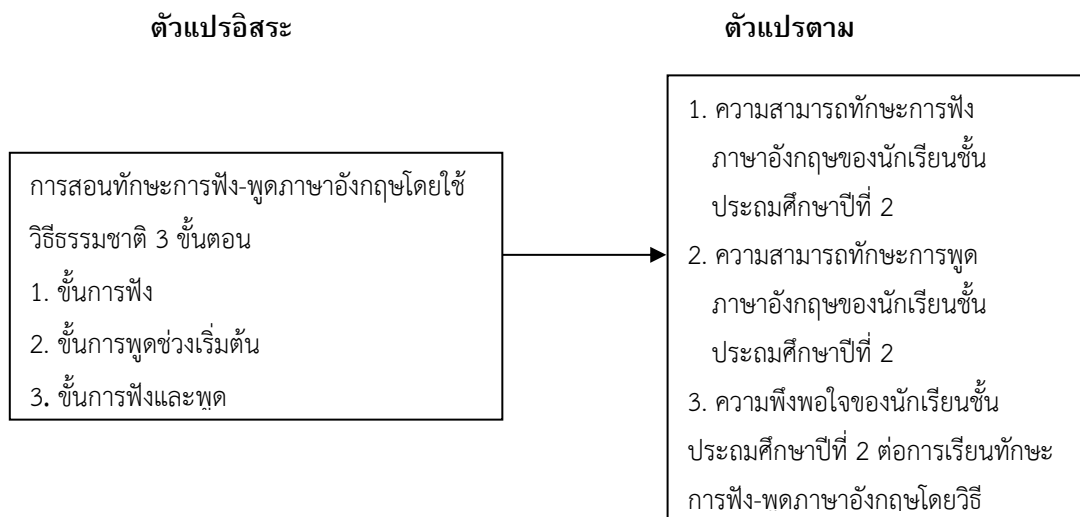 ตัวแปรอิสระ
ตัวแปรตาม
การสอนทักษะการฟัง-พูดภาษาอังกฤษโดยใช้
วิธีธรรมชาติ 3 ขั้นตอน
1. ขั้นการฟัง
2. ขั้นการพูดช่วงเริ่มต้น
3. ขั้นการฟังและพูด
1. ความสามารถทักษะการฟัง
ภาษาอังกฤษของนักเรียนชั้น
ประถมศึกษาปีที่ 2
2. ความสามารถทักษะการพูด
ภาษาอังกฤษของนักเรียนชั้น
ประถมศึกษาปีที่ 2
3. ความพึงพอใจของนักเรียนชั้น
ประถมศึกษาปีที่ 2 ต่อการเรียนทักษะ
การฟัง-พูดภาษาอังกฤษโดยวิธี